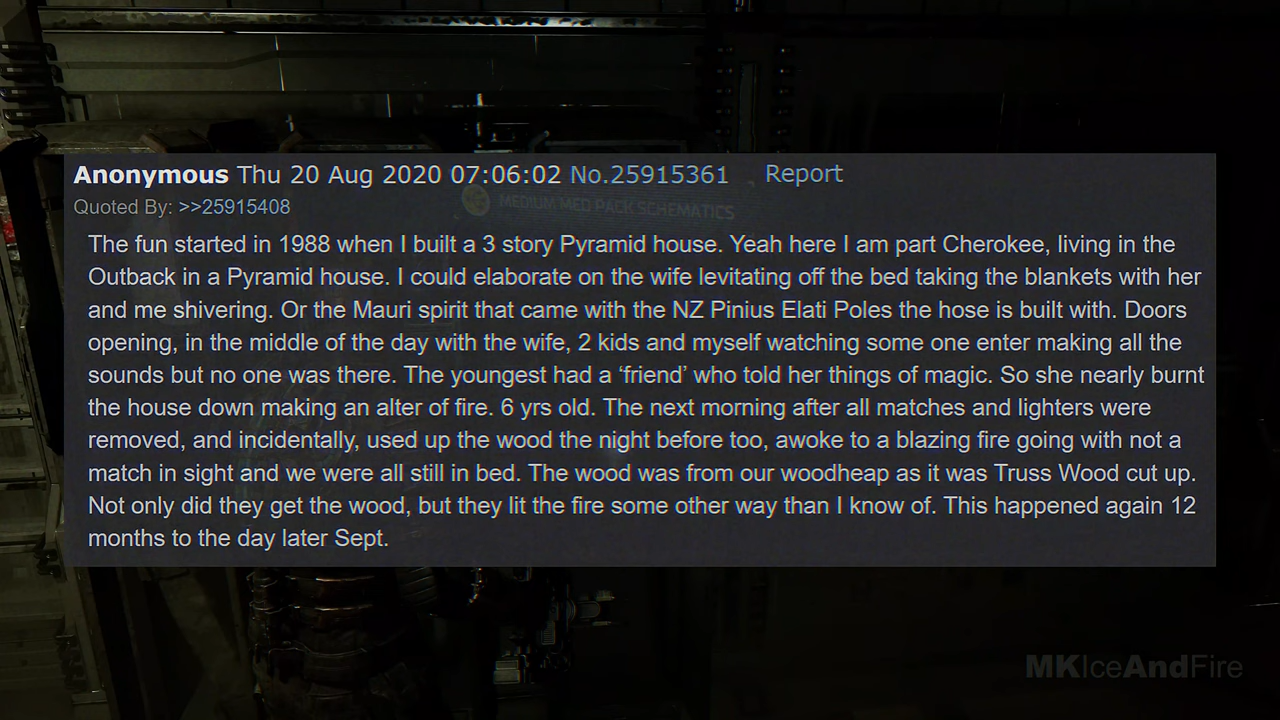 Anonymous Thu 20 Aug 2020 07:06:02 No.25915361 Report
MEDIUM MED PACK SCHEMATICS
Quoted By: >>25915408
The fun started in 1988 when I built a 3 story Pyramid house. Yeah here I am part Cherokee, living in the
Outback in a Pyramid house. I could elaborate on the wife levitating off the bed taking the blankets with her
and me shivering. Or the Mauri spirit that came with the NZ Pinius Elati Poles the hose is built with. Doors
opening, in the middle of the day with the wife, 2 kids and myself watching some one enter making all the
sounds but no one was there. The youngest had a ‘friend’ who told her things of magic. So she nearly burnt
the house down making an alter of fire. 6 yrs old. The next morning after all matches and lighters were
removed, and incidentally, used up the wood the night before too, awoke to a blazing fire going with not a
match in sight and we were all still in bed. The wood was from our woodheap as it was Truss Wood cut up.
Not only did they get the wood, but they lit the fire some other way than I know of. This happened again 12
months to the day later Sept.
MKIceAndFire